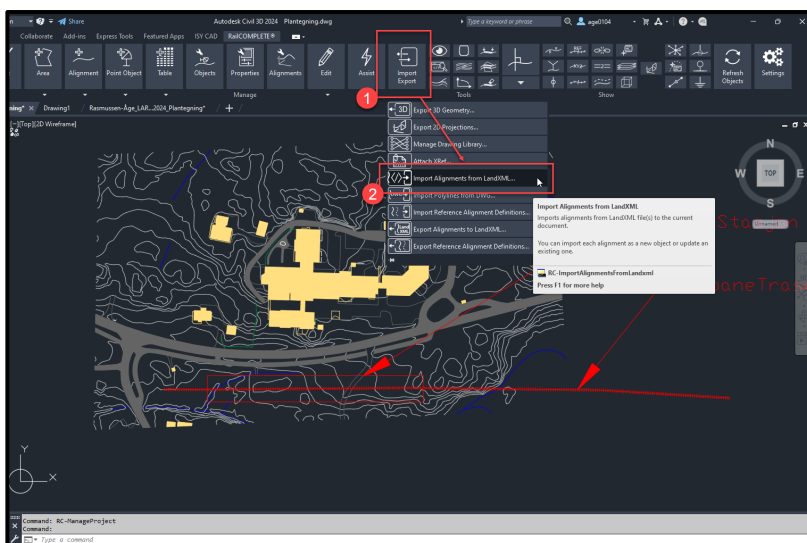 Share
Autodesk Civil 3D 2024 Plantegning.dwg
Type a keyword or phrase
aga0104
Collaborate Add-ins Express Tools Featured Apps ISY CAD RailCOMPLETE®
Area
Alignment
Point Object
Table
Objects
Properties
Alignments
Edit
Assist
Import
Export
Refresh
Objects
Settings
Manage
Tools
Show
1
ning* Drawing1 Rasmussen-Åge_LAR...2024_Plantegning*
[-][Top][2D Wireframe]
3D Export 3D Geometry...
Export 2D Projections...
Manage Drawing Library...
Attach XRef...
Import Alignments from LandXML...
2
Import Polylines from DWG...
Import Reference Alignment Definitions...
Export Alignments to LandXML...
Export Reference Alignment Definitions...
Import Alignments from LandXML
Imports alignments from LandXML file(s) to the current
document.
You can import each alignment as a new object or update an
existing one.
RC-ImportAlignmentsFromLandxml
Press F1 for more help
N
W TOP E
S
Unnamed
Y
X
Command: RC-ManageProject
Command:
Type a command